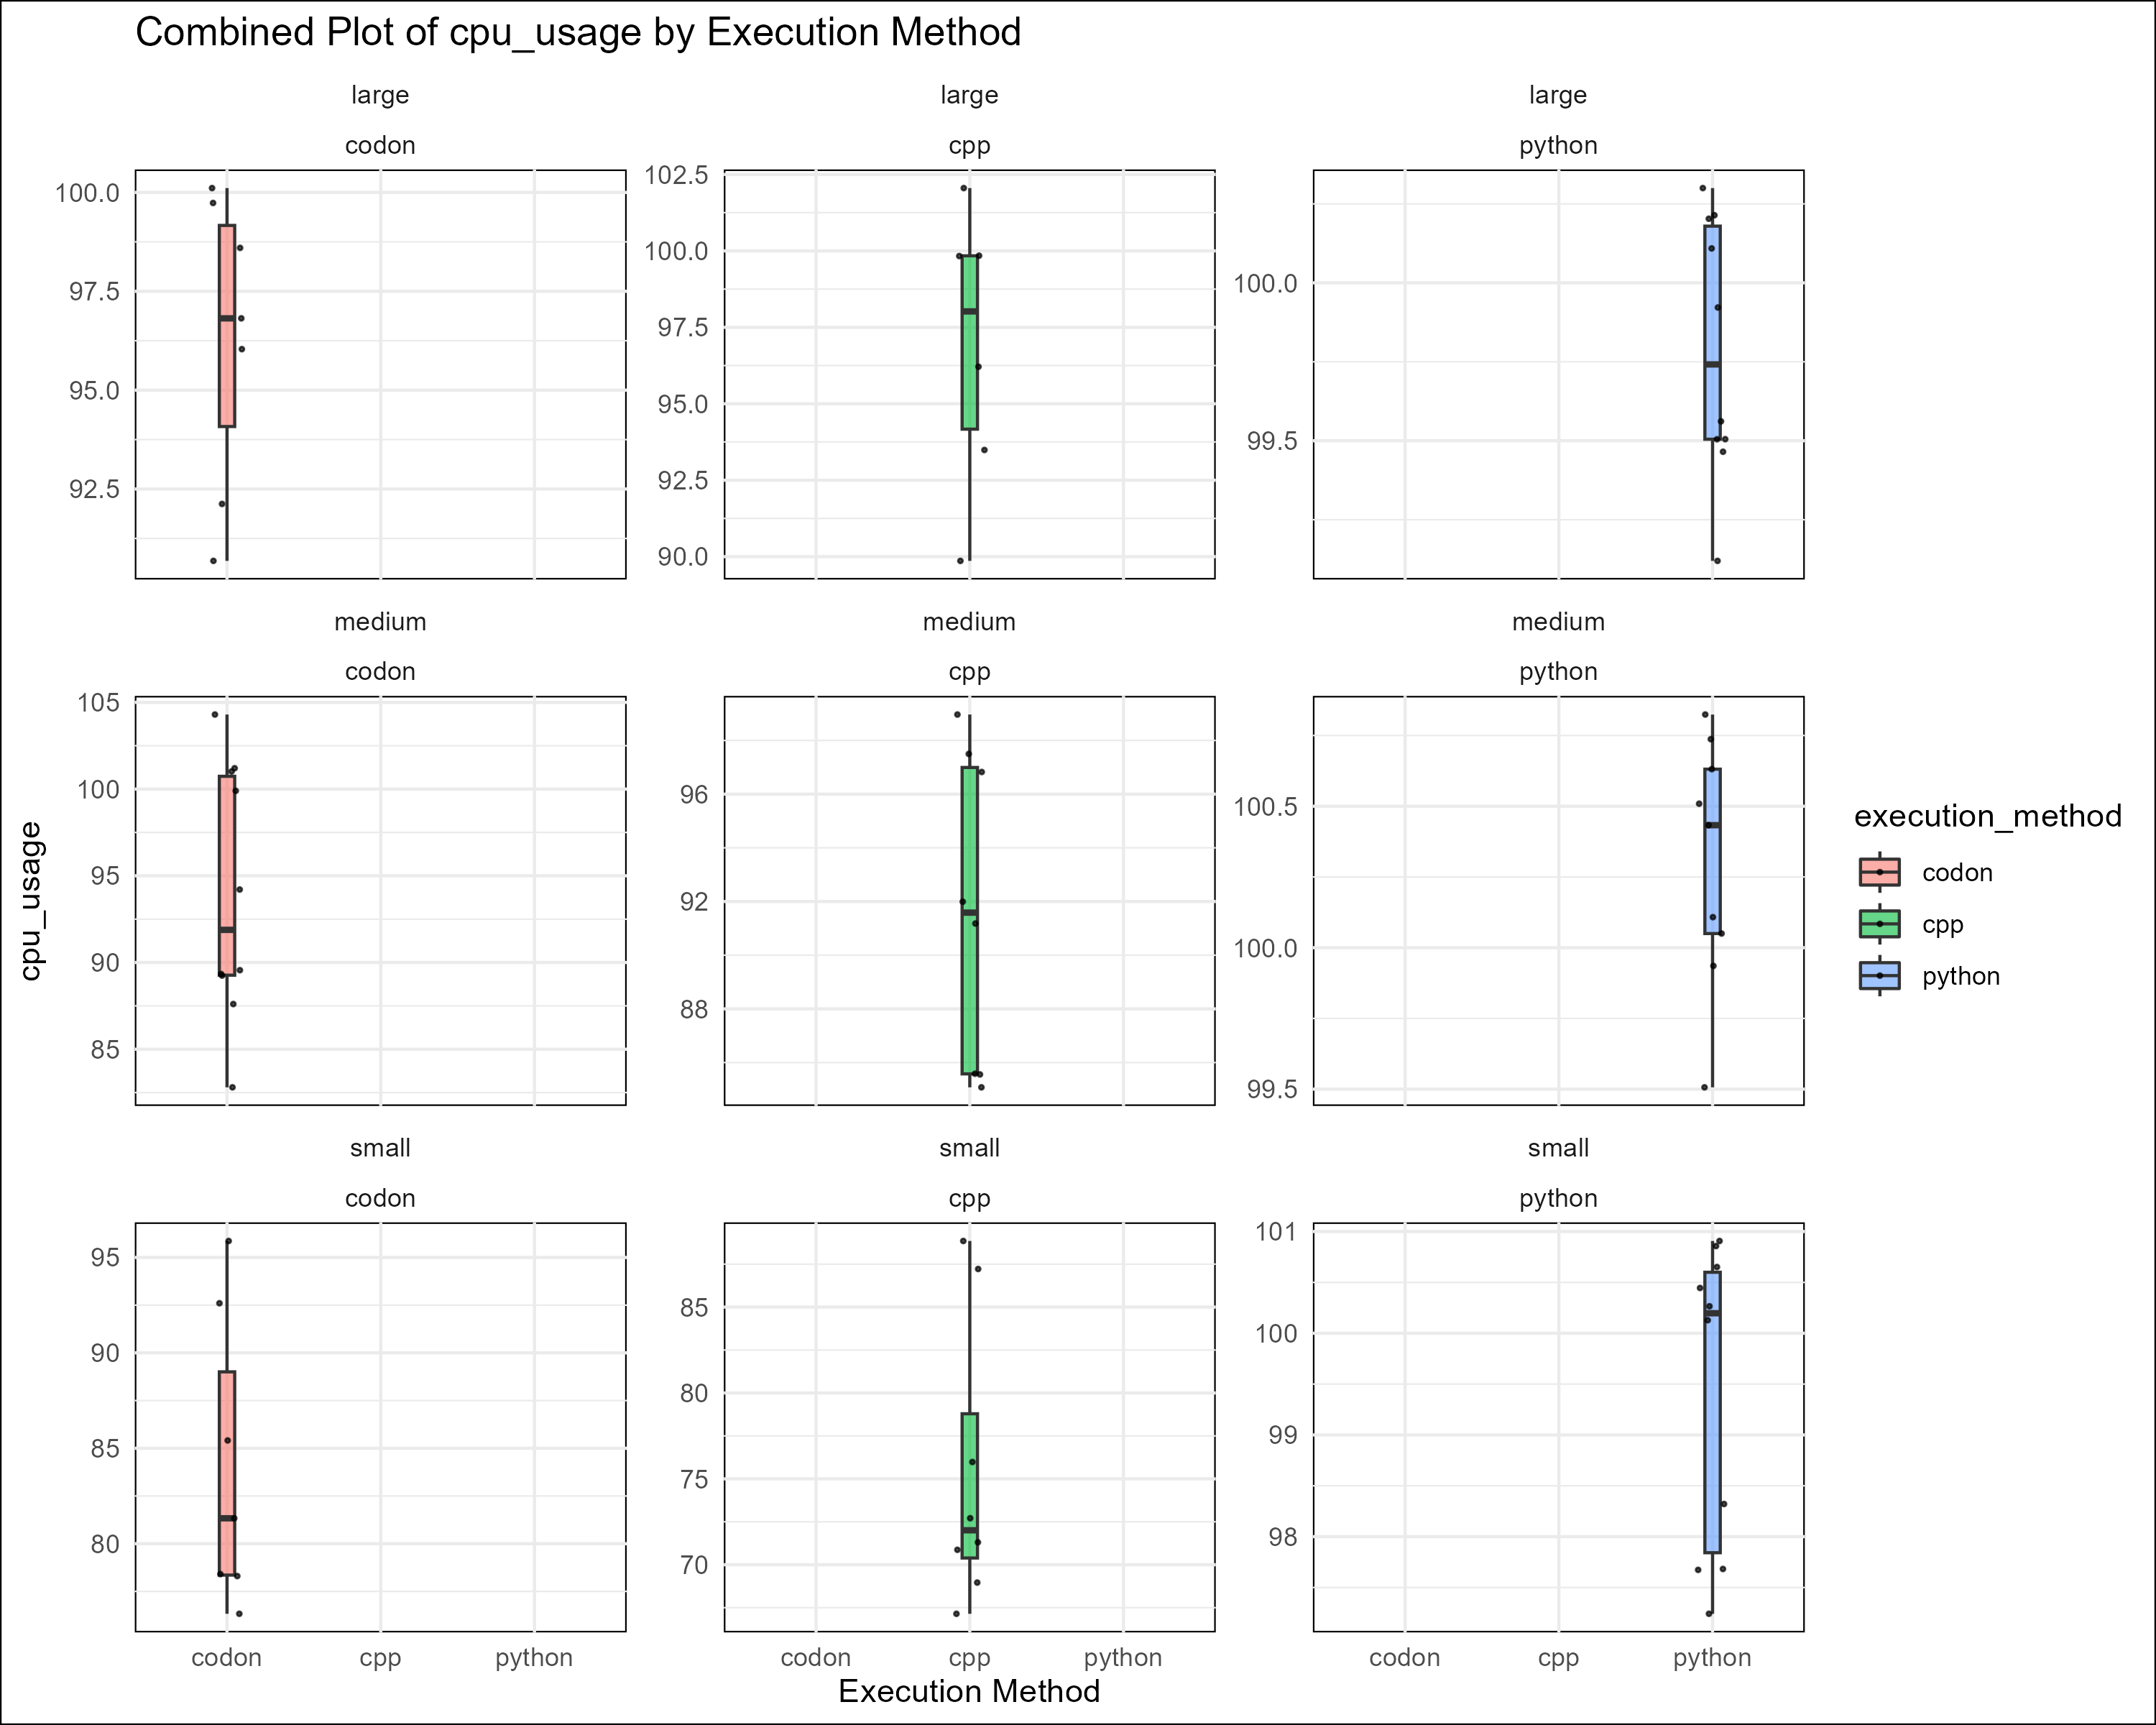 Combined Plot of cpu_usage by Execution Method
large
large
large
codon
cpp
python
100.0
97.5
95.0
92.5
102.5
100.0
97.5
95.0
92.5
90.0
100.0
99.5
medium
medium
medium
codon
cpp
python
105
100
95
90
85
96
92
88
100.5
100.0
99.5
small
small
small
codon
cpp
python
95
90
85
80
85
80
75
70
101
100
99
98
codon cpp python
codon cpp python
codon cpp python
Execution Method
cpu_usage
execution_method
codon
cpp
python